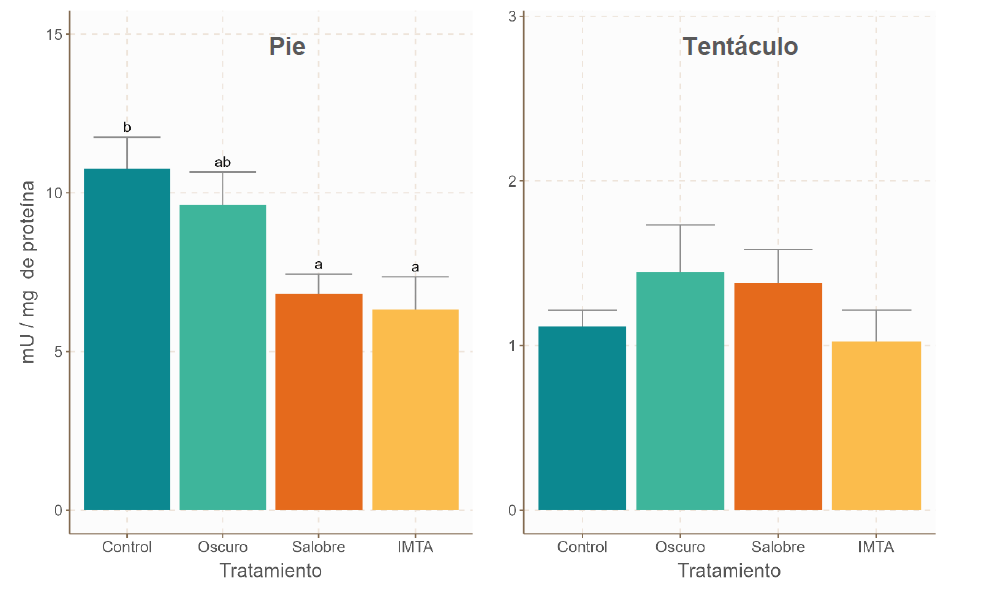 Pie
mU / mg  de proteína
15
10
5
0
b
ab
a
a
Control
Oscuro
Salobre
IMTA
Tratamiento
Tentáculo
3
2
1
0
Control
Oscuro
Salobre
IMTA
Tratamiento